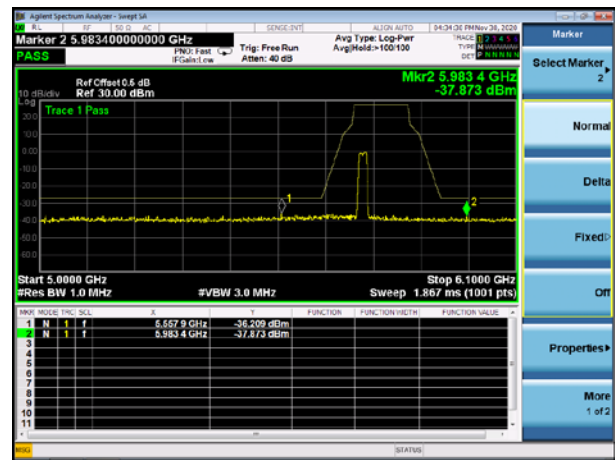 Agilent Spectrum Analyzer - Swept SA
RL RF 50 Ω AC SENSE:INT ALIGN AUTO 04:34:30 PM Nov 30, 2020
Marker 2 5.983400000000 GHz
PASS
PNO: Fast
IFGain:Low
Trig: Free Run
Atten: 40 dB
Avg Type: Log-Pwr
Avg|Hold:>100/100
TRACE 1 2 3 4 5 6
TYPE M WWWWW
DET P N N N N N
Ref Offset 0.5 dB
Ref 30.00 dBm
10 dB/div
Log
Mkr2 5.983 4 GHz
-37.873 dBm
Trace 1 Pass
20.0
10.0
0.00
-10.0
-20.0
-30.0
-40.0
-50.0
-60.0
1
2
Start 5.0000 GHz
#Res BW 1.0 MHz
#VBW 3.0 MHz
Stop 6.1000 GHz
Sweep 1.867 ms (1001 pts)
MKR MODE TRC SCL X Y FUNCTION FUNCTION WIDTH FUNCTION VALUE
1 N 1 f 5.557 9 GHz -36.209 dBm
2 N 1 f 5.983 4 GHz -37.873 dBm
3
4
5
6
7
8
9
10
11
MSG
STATUS
Marker
Select Marker
2
Normal
Delta
Fixed
Off
Properties
More
1 of 2